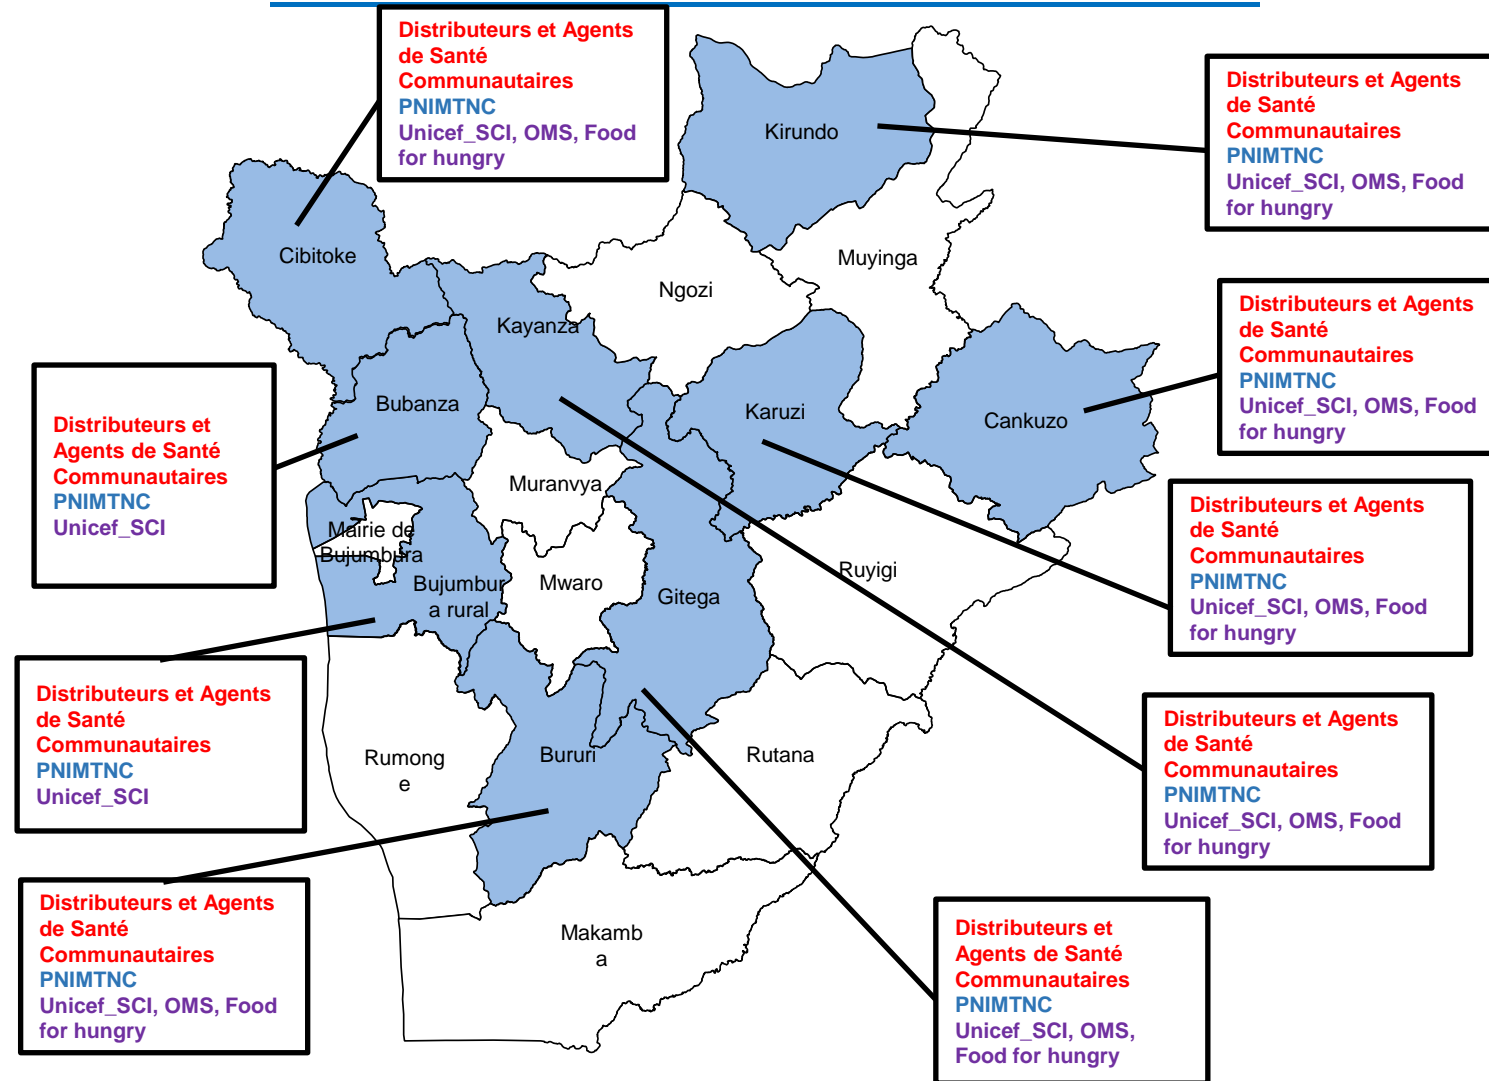 Distributeurs et Agents
de Santé
Communautaires
PNIMTNC
Unicef_SCI, OMS, Food
for hungry
Distributeurs et Agents
de Santé
Communautaires
PNIMTNC
Unicef_SCI, OMS, Food
for hungry
Kirundo
Cibitoke
Muyinga
Ngozi
Kayanza
Distributeurs et Agents
de Santé
Communautaires
PNIMTNC
Unicef_SCI, OMS, Food
for hungry
Bubanza
Karuzi
Cankuzo
Distributeurs et
Agents de Santé
Communautaires
PNIMTNC
Unicef_SCI
Muranvya
Mairie de
Bujumbura
Bujumbur
a rural
Mwaro
Gitega
Ruyigi
Distributeurs et Agents
de Santé
Communautaires
PNIMTNC
Unicef_SCI, OMS, Food
for hungry
Distributeurs et Agents
de Santé
Communautaires
PNIMTNC
Unicef_SCI
Rumong
e
Bururi
Rutana
Distributeurs et Agents
de Santé
Communautaires
PNIMTNC
Unicef_SCI, OMS, Food
for hungry
Distributeurs et Agents
de Santé
Communautaires
PNIMTNC
Unicef_SCI, OMS, Food
for hungry
Makamb
a
Distributeurs et
Agents de Santé
Communautaires
PNIMTNC
Unicef_SCI, OMS,
Food for hungry